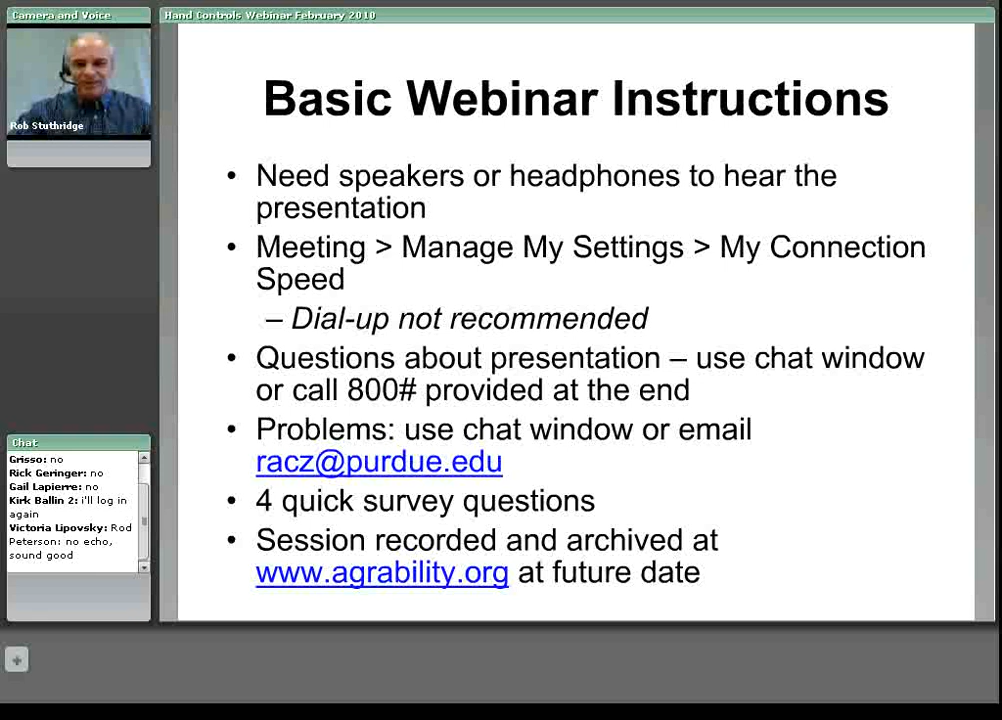 Camera and Voice
Rob Stuthridge
Hand Controls Webinar February 2010
Basic Webinar Instructions
• Need speakers or headphones to hear the
presentation
• Meeting > Manage My Settings > My Connection
Speed
– Dial-up not recommended
• Questions about presentation – use chat window
or call 800# provided at the end
• Problems: use chat window or email
racz@purdue.edu
• 4 quick survey questions
• Session recorded and archived at
www.agrability.org at future date
Chat
Grisso: no
Rick Geringer: no
Gail Lapierre: no
Kirk Ballin 2: i'll log in
again
Victoria Lipovsky: Rod
Peterson: no echo,
sound good